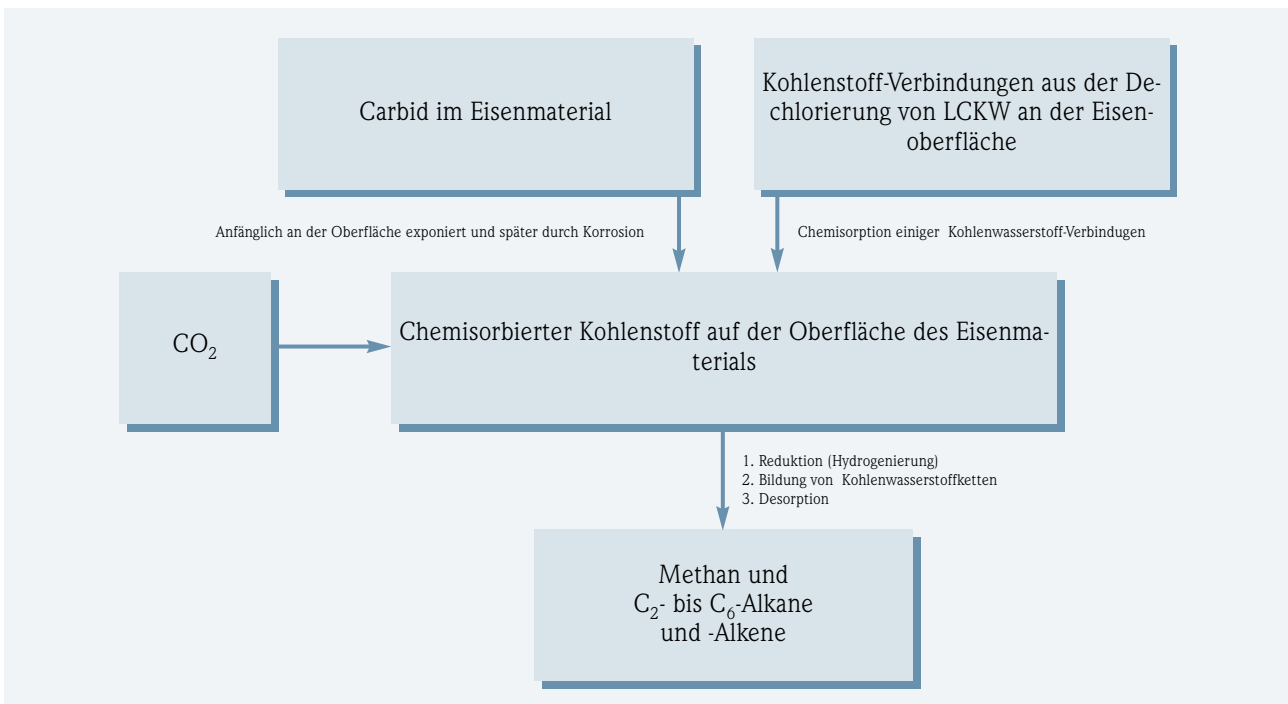 Carbid im Eisenmaterial
Kohlenstoff-Verbindungen aus der De-
chlorierung von LCKW an der Eisen-
oberfläche
Anfänglich an der Oberfläche exponiert und später durch Korrosion
Chemisorption einiger Kohlenwasserstoff-Verbindugen
CO₂
Chemisorbierter Kohlenstoff auf der Oberfläche des Eisenma-
terials
1. Reduktion (Hydrogenierung)
2. Bildung von Kohlenwasserstoffketten
3. Desorption
Methan und
C₂- bis C₆-Alkane
und -Alkene